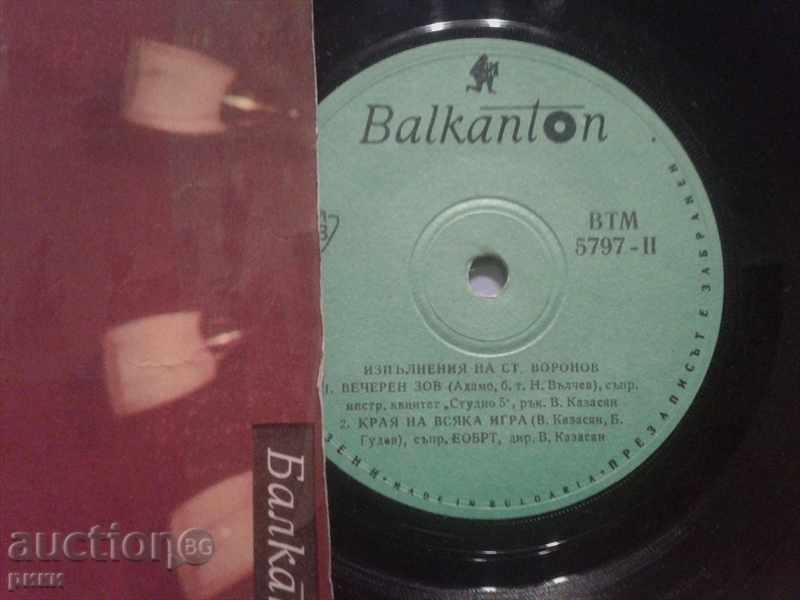 Balkanton
ВТМ
5797-II
ИЗПЪЛНЕНИЯ НА СТ. ВОРОНОВ
1. ВЕЧЕРЕН ЗОВ (Адамо, б. т. Н. Вълчев), съпр.
инстр. квинтет „Студио 5", рък. В. Казасян
2. КРАЯ НА ВСЯКА ИГРА (В. Казасян, Б.
Гудев), съпр. ЕОБРТ, дир. В. Казасян
ЗЕНИ • MADE IN BULGARIA • ПРЕЗАПИСЪТ Е ЗАБРАНЕН
Балка
auction BG